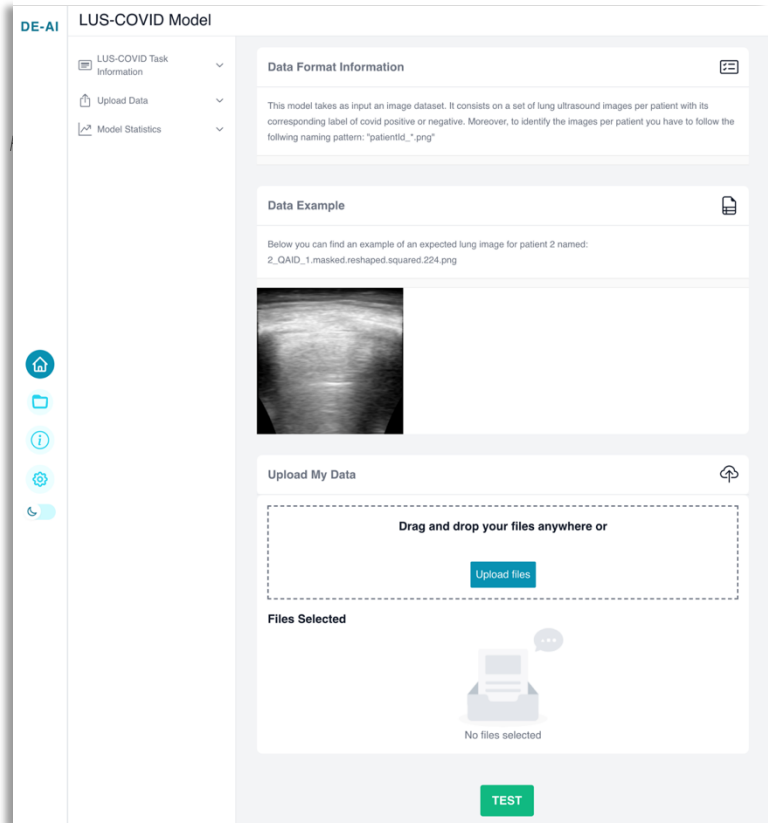 DE-AI
LUS-COVID Model
LUS-COVID Task
Information
Upload Data
Model Statistics
Data Format Information
This model takes as input an image dataset. It consists on a set of lung ultrasound images per patient with its
corresponding label of covid positive or negative. Moreover, to identify the images per patient you have to follow the
follwing naming pattern: "patientId_*.png"
Data Example
Below you can find an example of an expected lung image for patient 2 named:
2_QAID_1.masked.reshaped.squared.224.png
Upload My Data
Drag and drop your files anywhere or
Upload files
Files Selected
No files selected
TEST